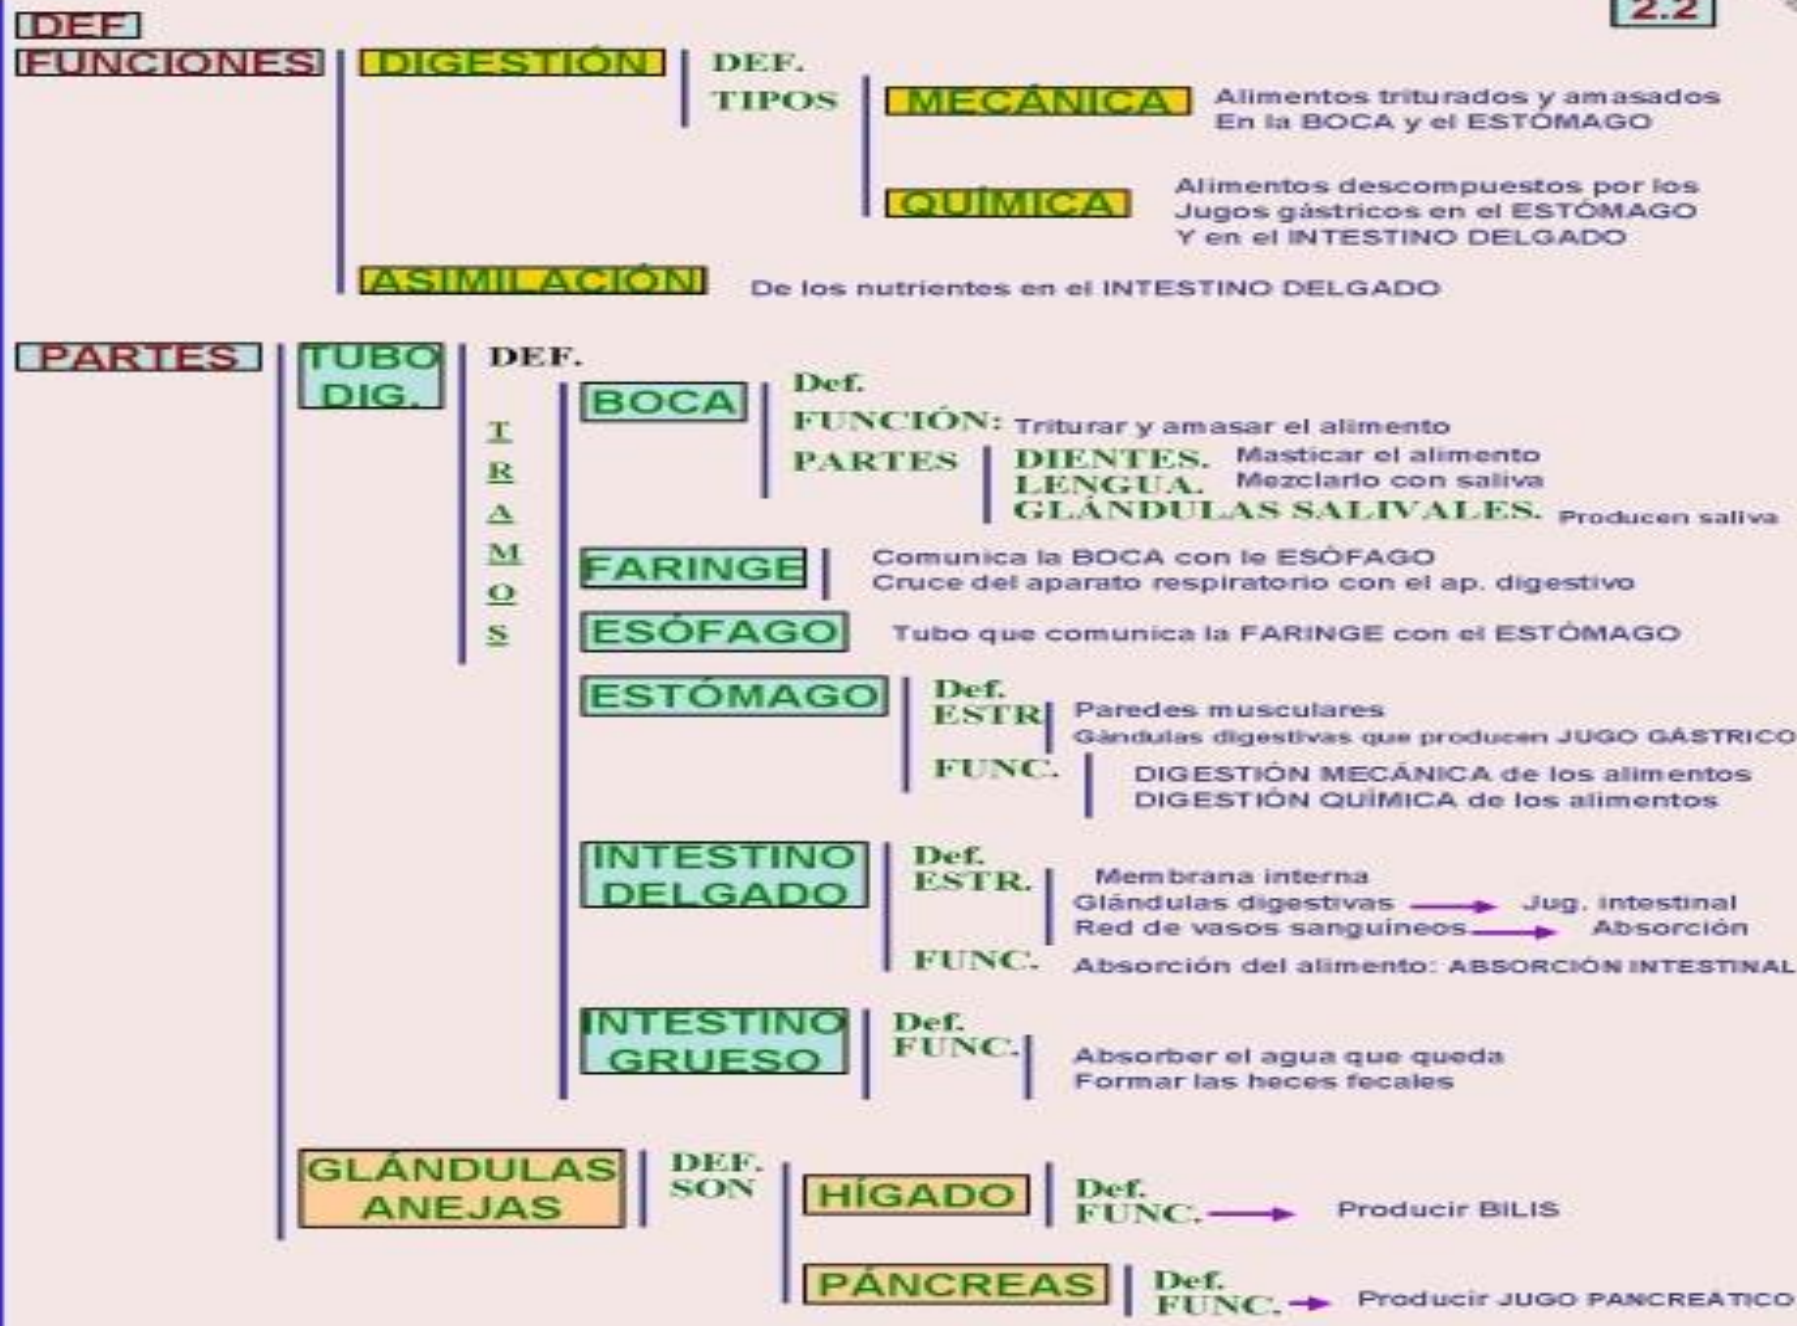 2.2
DEF
FUNCIONES
DIGESTIÓN
DEF.
TIPOS
MECÁNICA
Alimentos triturados y amasados
En la BOCA y el ESTÓMAGO
QUÍMICA
Alimentos descompuestos por los
Jugos gástricos en el ESTÓMAGO
Y en el INTESTINO DELGADO
ASIMILACIÓN
De los nutrientes en el INTESTINO DELGADO
PARTES
TUBO
DIG.
DEF.
TRAMOS
BOCA
Def.
FUNCIÓN: Triturar y amasar el alimento
PARTES
DIENTES. Masticar el alimento
LENGUA. Mezclarlo con saliva
GLÁNDULAS SALIVALES. Producen saliva
FARINGE
Comunica la BOCA con le ESÓFAGO
Cruce del aparato respiratorio con el ap. digestivo
ESÓFAGO
Tubo que comunica la FARINGE con el ESTÓMAGO
ESTÓMAGO
Def.
ESTR
Paredes musculares
Gándulas digestivas que producen JUGO GÁSTRICO
FUNC.
DIGESTIÓN MECÁNICA de los alimentos
DIGESTIÓN QUÍMICA de los alimentos
INTESTINO
DELGADO
Def.
ESTR.
Membrana interna
Glándulas digestivas → Jug. intestinal
Red de vasos sanguíneos → Absorción
FUNC. Absorción del alimento: ABSORCIÓN INTESTINAL
INTESTINO
GRUESO
Def.
FUNC.
Absorber el agua que queda
Formar las heces fecales
GLÁNDULAS
ANEJAS
DEF.
SON
HÍGADO
Def.
FUNC. → Producir BILIS
PÁNCREAS
Def.
FUNC. → Producir JUGO PANCREÁTICO